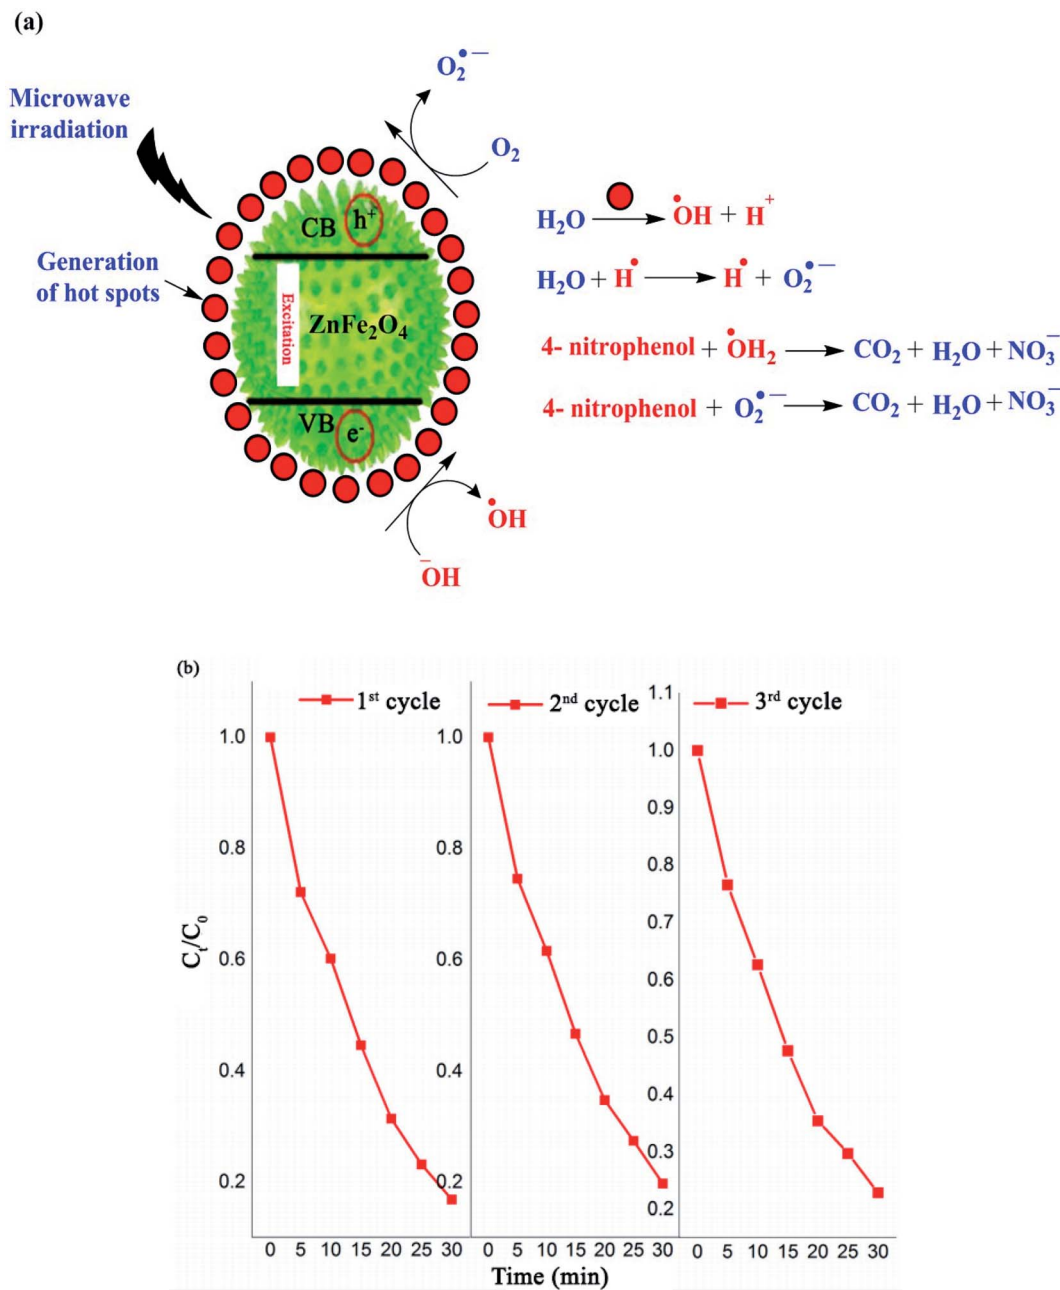 (a)
O₂•−
Microwave
irradiation
O₂
CB h⁺
Generation
of hot spots
Excitation
ZnFe₂O₄
VB e⁻
•OH
−OH
H₂O → •OH + H⁺
H₂O + H• → H• + O₂•−
4- nitrophenol + •OH₂ → CO₂ + H₂O + NO₃⁻
4- nitrophenol + O₂•− → CO₂ + H₂O + NO₃⁻
(b)
1st cycle
2nd cycle
3rd cycle
Ct/C0
1.0
0.8
0.6
0.4
0.2
1.0
0.8
0.6
0.4
0.2
1.1
1.0
0.9
0.8
0.7
0.6
0.5
0.4
0.3
0.2
0 5 10 15 20 25 30
0 5 10 15 20 25 30
0 5 10 15 20 25 30
Time (min)